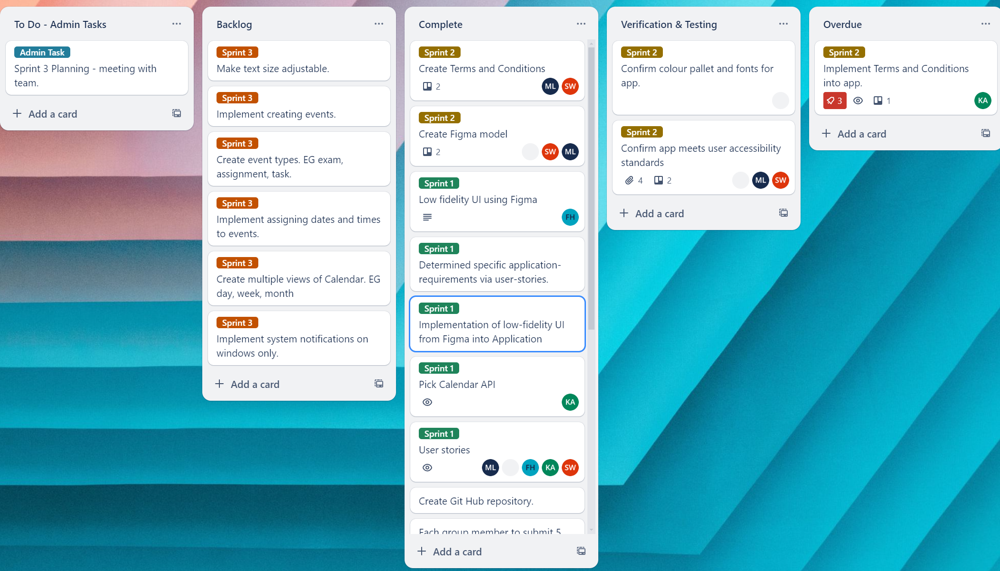 To Do - Admin Tasks
Admin Task
Sprint 3 Planning - meeting with
team.
Add a card
Backlog
Sprint 3
Make text size adjustable.
Sprint 3
Implement creating events.
Sprint 3
Create event types. EG exam,
assignment, task.
Sprint 3
Implement assigning dates and times
to events.
Sprint 3
Create multiple views of Calendar. EG
day, week, month
Sprint 3
Implement system notifications on
windows only.
Add a card
Complete
Sprint 2
Create Terms and Conditions
2 ML SW
Sprint 2
Create Figma model
2 SW ML
Sprint 1
Low fidelity UI using Figma
FH
Sprint 1
Determined specific application-
requirements via user-stories.
Sprint 1
Implementation of low-fidelity UI
from Figma into Application
Sprint 1
Pick Calendar API
KA
Sprint 1
User stories
ML FH KA SW
Create Git Hub repository.
Each group member to submit 5
Add a card
Verification & Testing
Sprint 2
Confirm colour pallet and fonts for
app.
Sprint 2
Confirm app meets user accessibility
standards
4 2 ML SW
Add a card
Overdue
Sprint 2
Implement Terms and Conditions
into app.
3 1 KA
Add a card